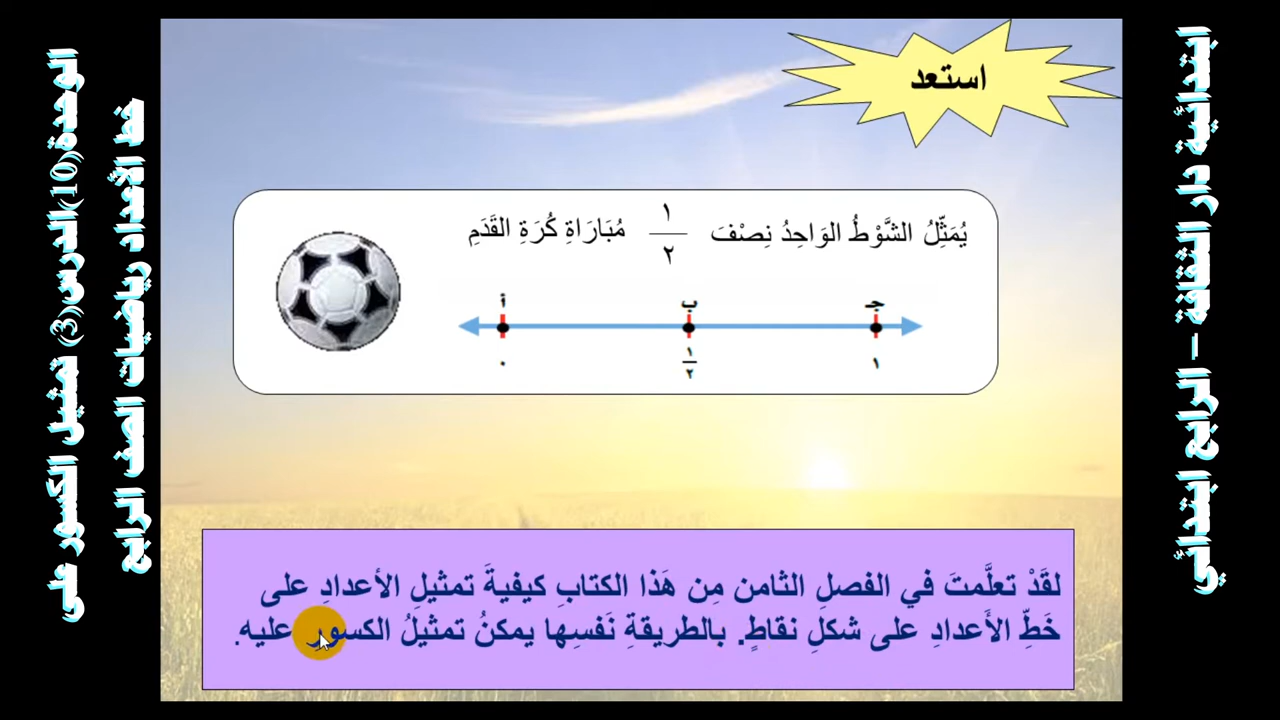 استعد
يُمَثِّلُ الشَّوْطُ الوَاحِدُ نِصْفَ ١/٢ مُبَارَاةِ كُرَةِ القَدَمِ
أ ب جـ
٠ ١/٢ ١
لقَدْ تعلَّمتَ في الفصلِ الثامن مِن هَذا الكتابِ كيفيةَ تمثيلِ الأعدادِ على
خَطِّ الأَعدادِ على شكلِ نقاطٍ. بالطريقةِ نَفسِها يمكنُ تمثيلُ الكسورِ عليه.
ابتدائية دار الثقافة – الرابع ابتدائي
الوحدة(10)الدرس(3) تمثيل الكسور على
خط الأعداد رياضيات الصف الرابع